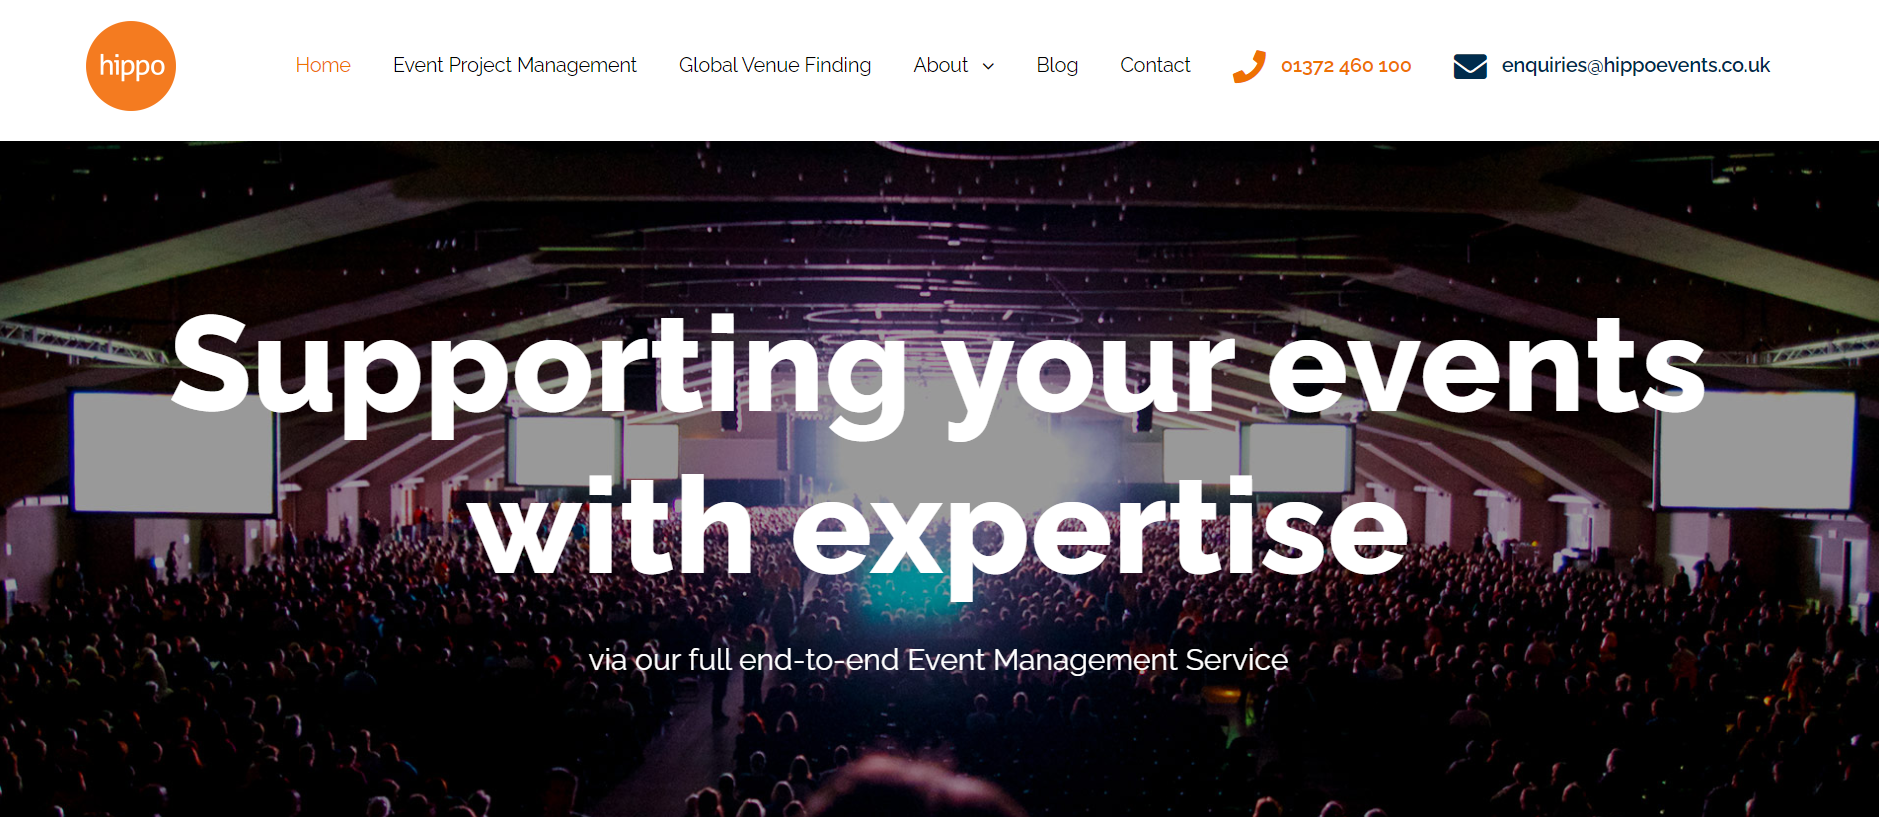 hippo
Home
Event Project Management
Global Venue Finding
About
Blog
Contact
01372 460 100
enquiries@hippoevents.co.uk
Supporting your events
with expertise
via our full end-to-end Event Management Service